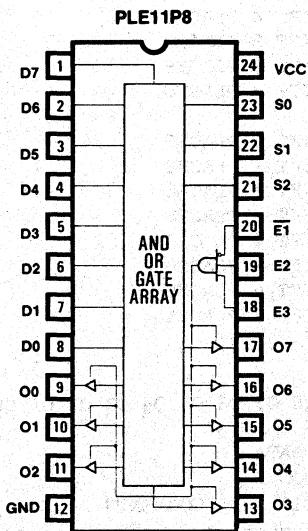 PLE11P8
D7 1 24 VCC
D6 2 23 S0
D5 3 22 S1
D4 4 21 S2
D3 5 20 E1
D2 6 19 E2
D1 7 18 E3
D0 8 17 O7
O0 9 16 O6
O1 10 15 O5
O2 11 14 O4
GND 12 13 O3
AND
OR
GATE
ARRAY